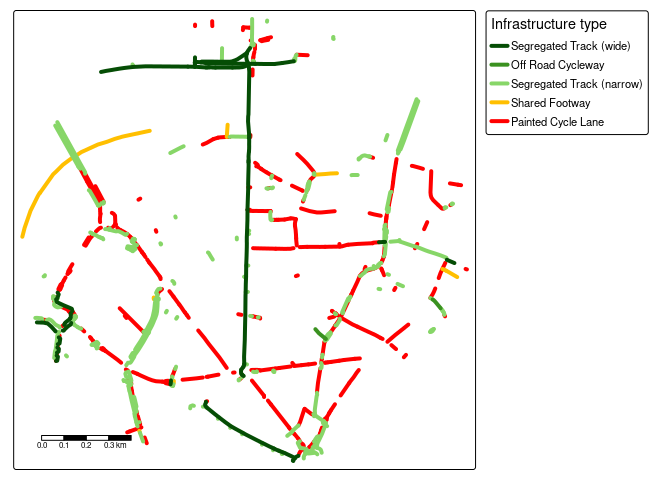 Infrastructure type
Segregated Track (wide)
Off Road Cycleway
Segregated Track (narrow)
Shared Footway
Painted Cycle Lane
0.0 0.1 0.2 0.3 km